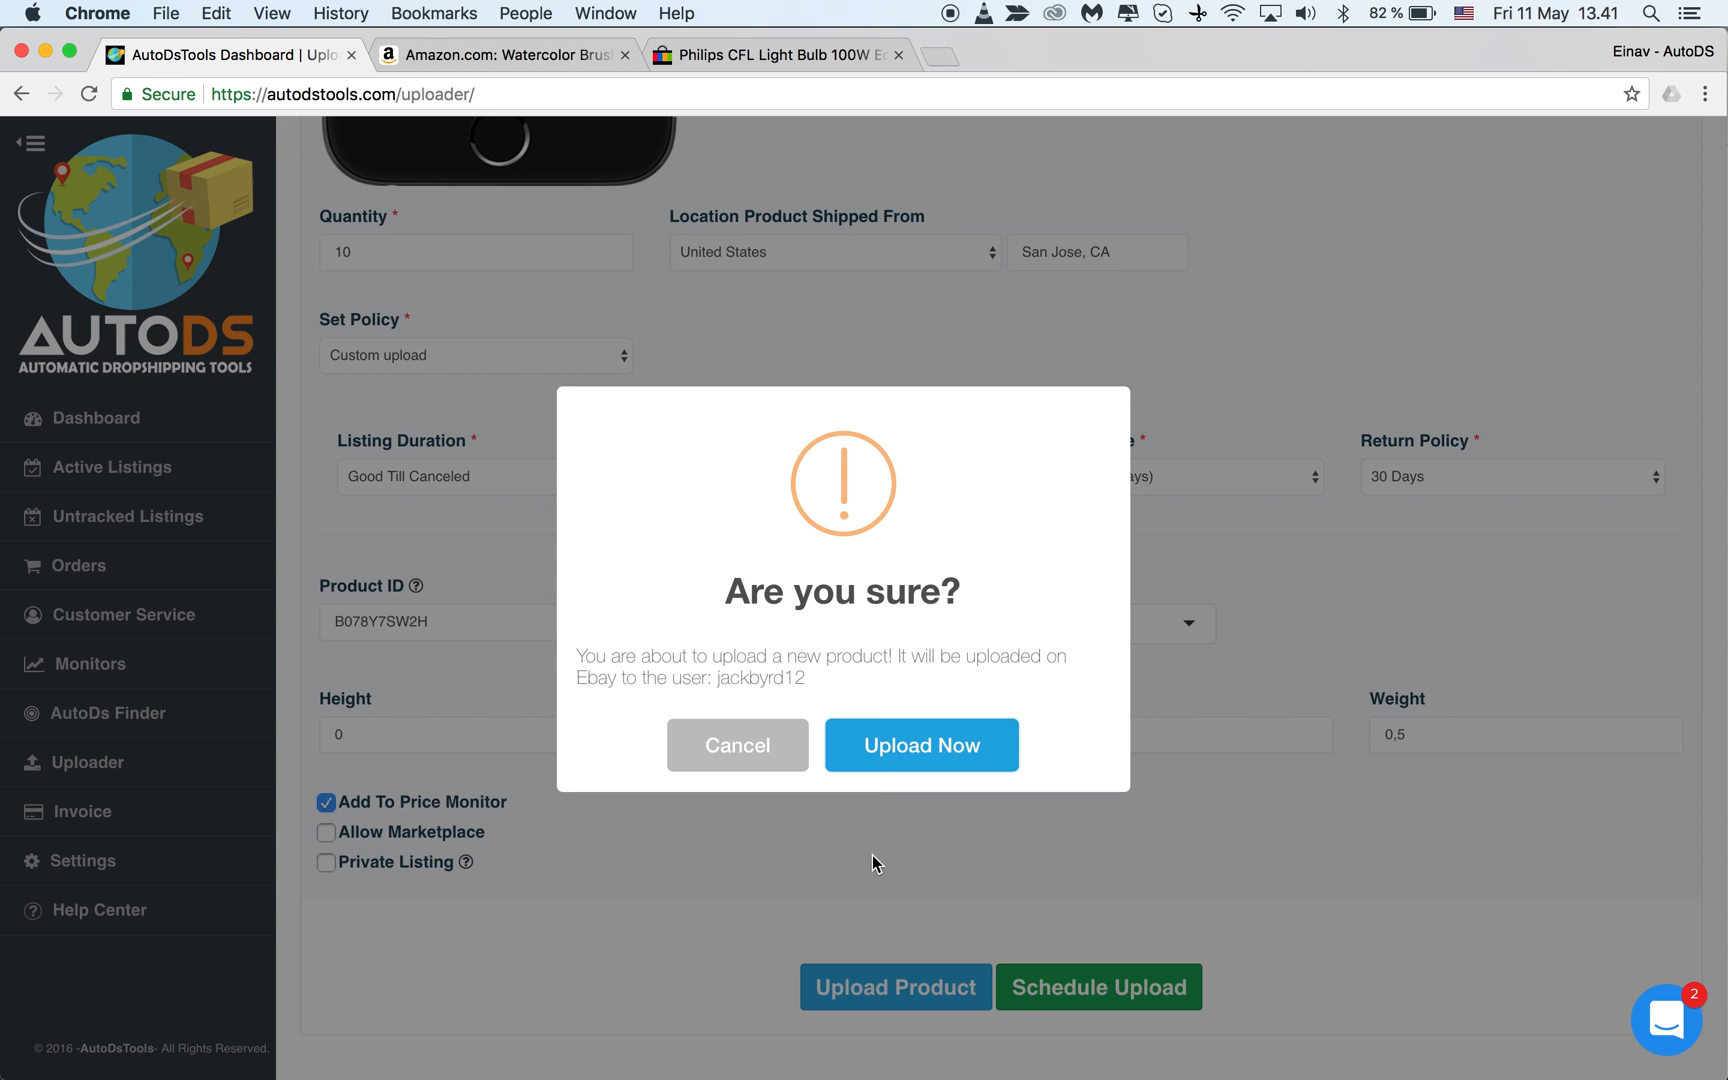 Chrome File Edit View History Bookmarks People Window Help 82 % Fri 11 May 13.41
AutoDsTools Dashboard | Uplo
a Amazon.com: Watercolor Brus
Philips CFL Light Bulb 100W E
Einav - AutoDS
Secure https://autodstools.com/uploader/
AUTODS
AUTOMATIC DROPSHIPPING TOOLS
Dashboard
Active Listings
Untracked Listings
Orders
Customer Service
Monitors
AutoDs Finder
Uploader
Invoice
Settings
Help Center
© 2016 -AutoDsTools- All Rights Reserved.
Quantity * Location Product Shipped From
10 United States San Jose, CA
Set Policy *
Custom upload
Listing Duration * e * Return Policy *
Good Till Canceled ays) 30 Days
Product ID ?
B078Y7SW2H
Height Weight
0 0,5
Add To Price Monitor
Allow Marketplace
Private Listing ?
!
Are you sure?
You are about to upload a new product! It will be uploaded on
Ebay to the user: jackbyrd12
Cancel Upload Now
Upload Product Schedule Upload
2